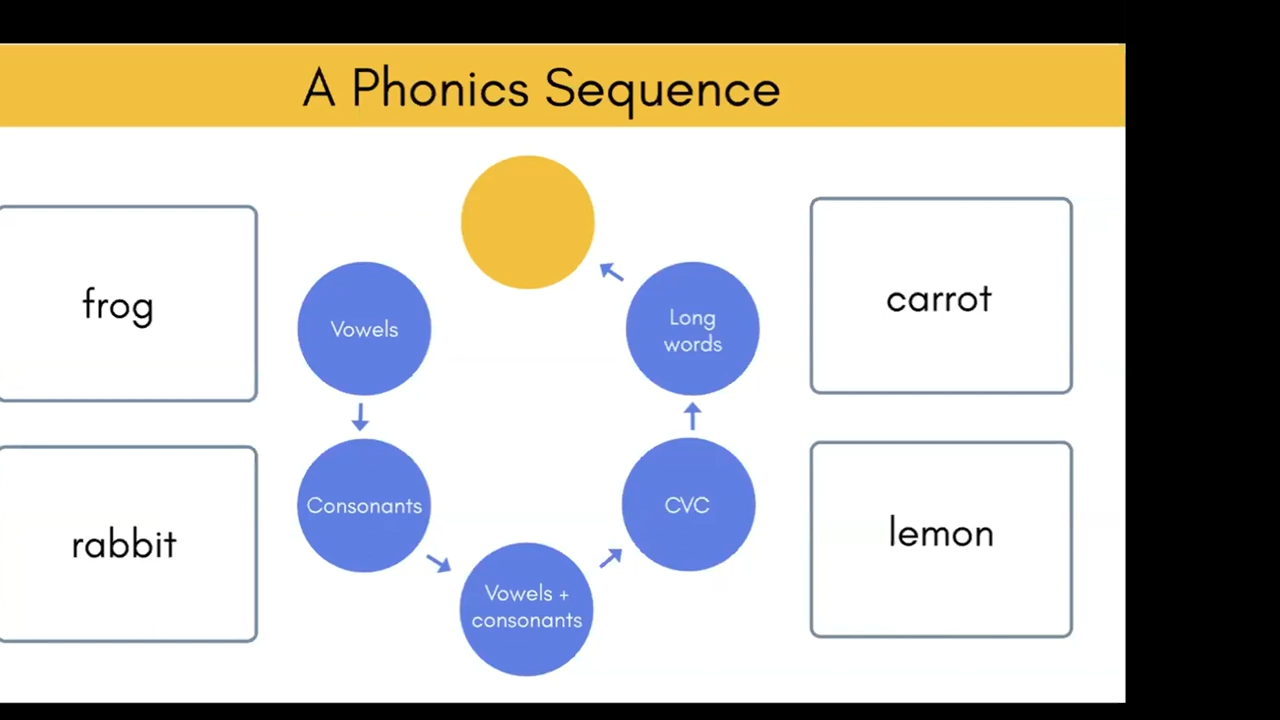 A Phonics Sequence
frog
rabbit
Vowels
Consonants
Vowels +
consonants
CVC
Long
words
carrot
lemon